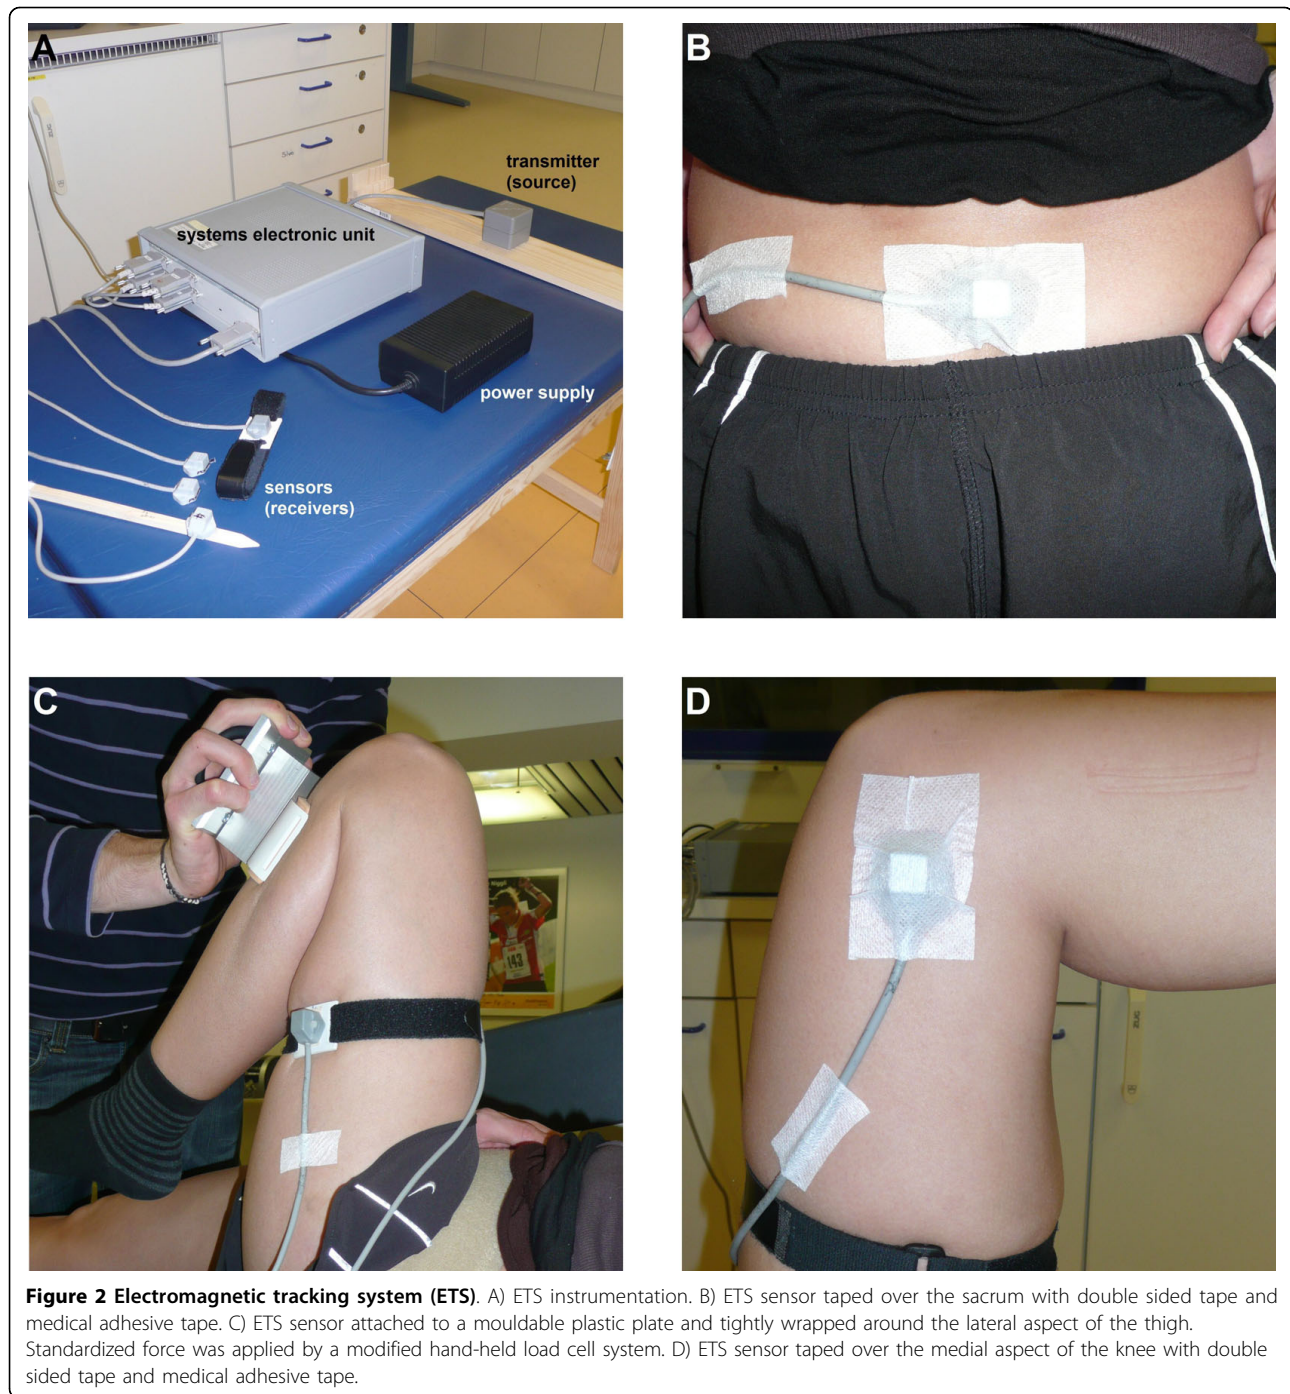 A
transmitter
(source)
systems electronic unit
power supply
sensors
(receivers)
B
C
143
D
ZUG
Figure 2 Electromagnetic tracking system (ETS). A) ETS instrumentation. B) ETS sensor taped over the sacrum with double sided tape and
medical adhesive tape. C) ETS sensor attached to a mouldable plastic plate and tightly wrapped around the lateral aspect of the thigh.
Standardized force was applied by a modified hand-held load cell system. D) ETS sensor taped over the medial aspect of the knee with double
sided tape and medical adhesive tape.